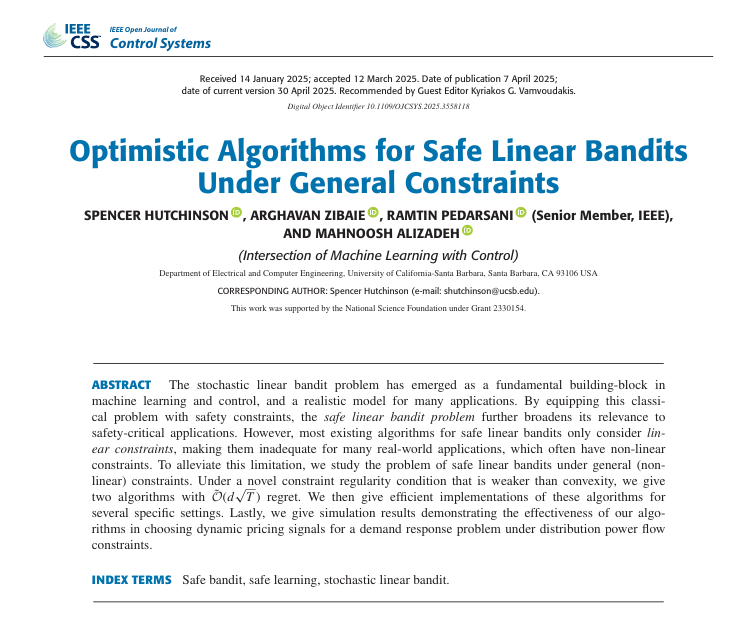 IEEE
CSS
IEEE Open Journal of
Control Systems
Received 14 January 2025; accepted 12 March 2025. Date of publication 7 April 2025;
date of current version 30 April 2025. Recommended by Guest Editor Kyriakos G. Vamvoudakis.
Digital Object Identifier 10.1109/OJCSYS.2025.3558118
Optimistic Algorithms for Safe Linear Bandits
Under General Constraints
SPENCER HUTCHINSON iD, ARGHAVAN ZIBAIE iD, RAMTIN PEDARSANI iD (Senior Member, IEEE),
AND MAHNOOSH ALIZADEH iD
(Intersection of Machine Learning with Control)
Department of Electrical and Computer Engineering, University of California-Santa Barbara, Santa Barbara, CA 93106 USA
CORRESPONDING AUTHOR: Spencer Hutchinson (e-mail: shutchinson@ucsb.edu).
This work was supported by the National Science Foundation under Grant 2330154.
ABSTRACT The stochastic linear bandit problem has emerged as a fundamental building-block in
machine learning and control, and a realistic model for many applications. By equipping this classi-
cal problem with safety constraints, the safe linear bandit problem further broadens its relevance to
safety-critical applications. However, most existing algorithms for safe linear bandits only consider lin-
ear constraints, making them inadequate for many real-world applications, which often have non-linear
constraints. To alleviate this limitation, we study the problem of safe linear bandits under general (non-
linear) constraints. Under a novel constraint regularity condition that is weaker than convexity, we give
two algorithms with Õ(d√T) regret. We then give efficient implementations of these algorithms for
several specific settings. Lastly, we give simulation results demonstrating the effectiveness of our algo-
rithms in choosing dynamic pricing signals for a demand response problem under distribution power flow
constraints.
INDEX TERMS Safe bandit, safe learning, stochastic linear bandit.